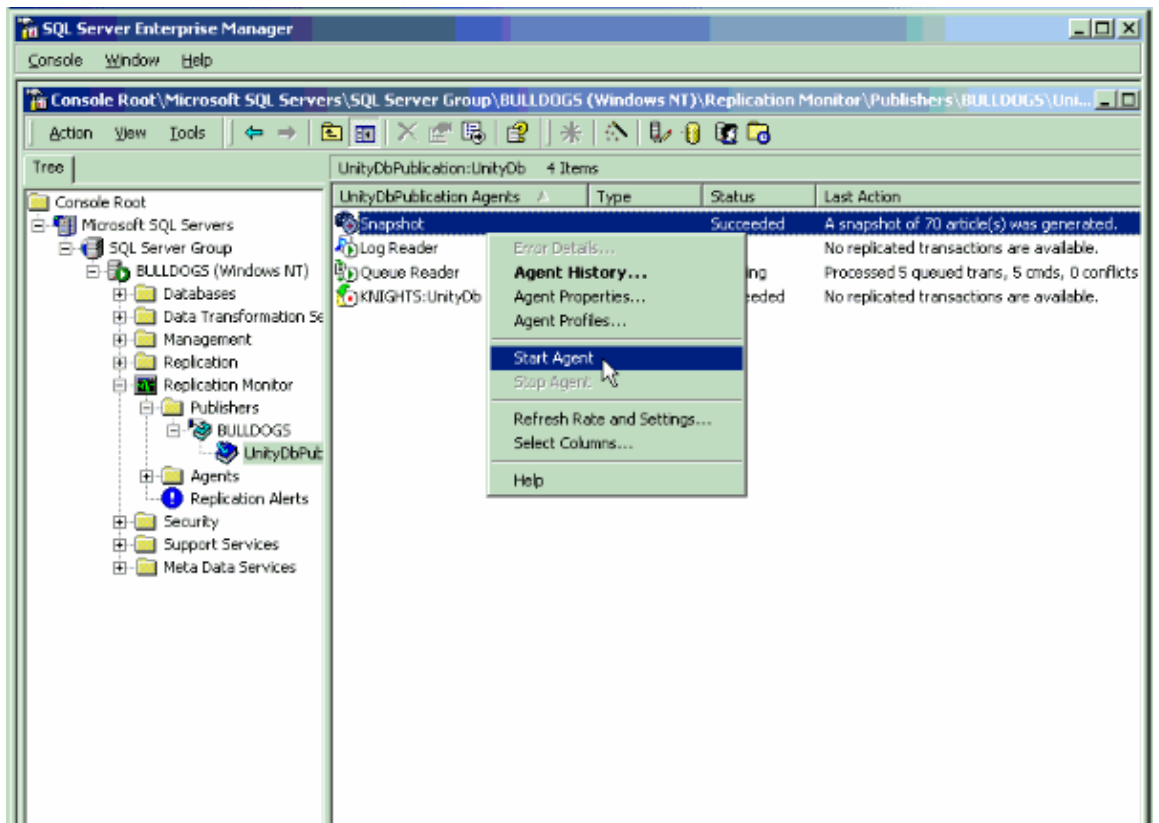 SQL Server Enterprise Manager
Console Window Help
Console Root\Microsoft SQL Servers\SQL Server Group\BULLDOGS (Windows NT)\Replication Monitor\Publishers\BULLDOGS\Uni...
Action View Tools
Tree
UnityDbPublication:UnityDb 4 Items
UnityDbPublication Agents Type Status Last Action
Console Root
Microsoft SQL Servers
SQL Server Group
BULLDOGS (Windows NT)
Databases
Data Transformation Se
Management
Replication
Replication Monitor
Publishers
BULLDOGS
UnityDbPub
Agents
Replication Alerts
Security
Support Services
Meta Data Services
Snapshot Succeeded A snapshot of 70 article(s) was generated.
Log Reader No replicated transactions are available.
Queue Reader ing Processed 5 queued trans, 5 cmds, 0 conflicts
KNIGHTS:UnityDb eeded No replicated transactions are available.
Error Details...
Agent History...
Agent Properties...
Agent Profiles...
Start Agent
Stop Agent
Refresh Rate and Settings...
Select Columns...
Help